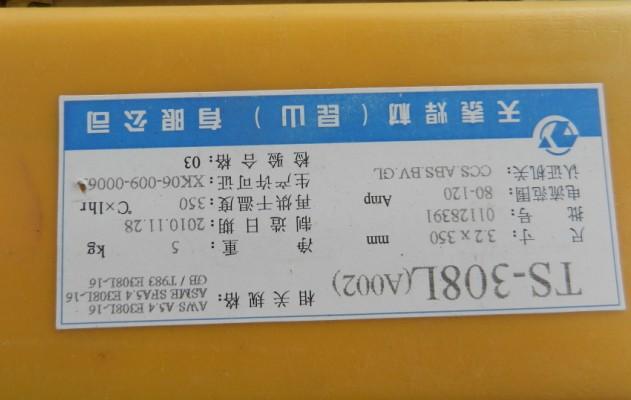 TS-308L(A002)
相关规格：
AWS A5.4 E308L-16
ASME SFA5.4 E308L-16
GB / T983 E308L-16
尺 寸： 3.2 x 350 mm
净 重： 5 kg
批 号： 01128391
制造日期：2010.11.28
电流范围：80-120 Amp
再烘干温度：350 °C×1hr
认证机关：CCS.ABS.BV.GL
生产许可证：XK06-009-0006
检验合格：03
天泰焊材（昆山）有限公司